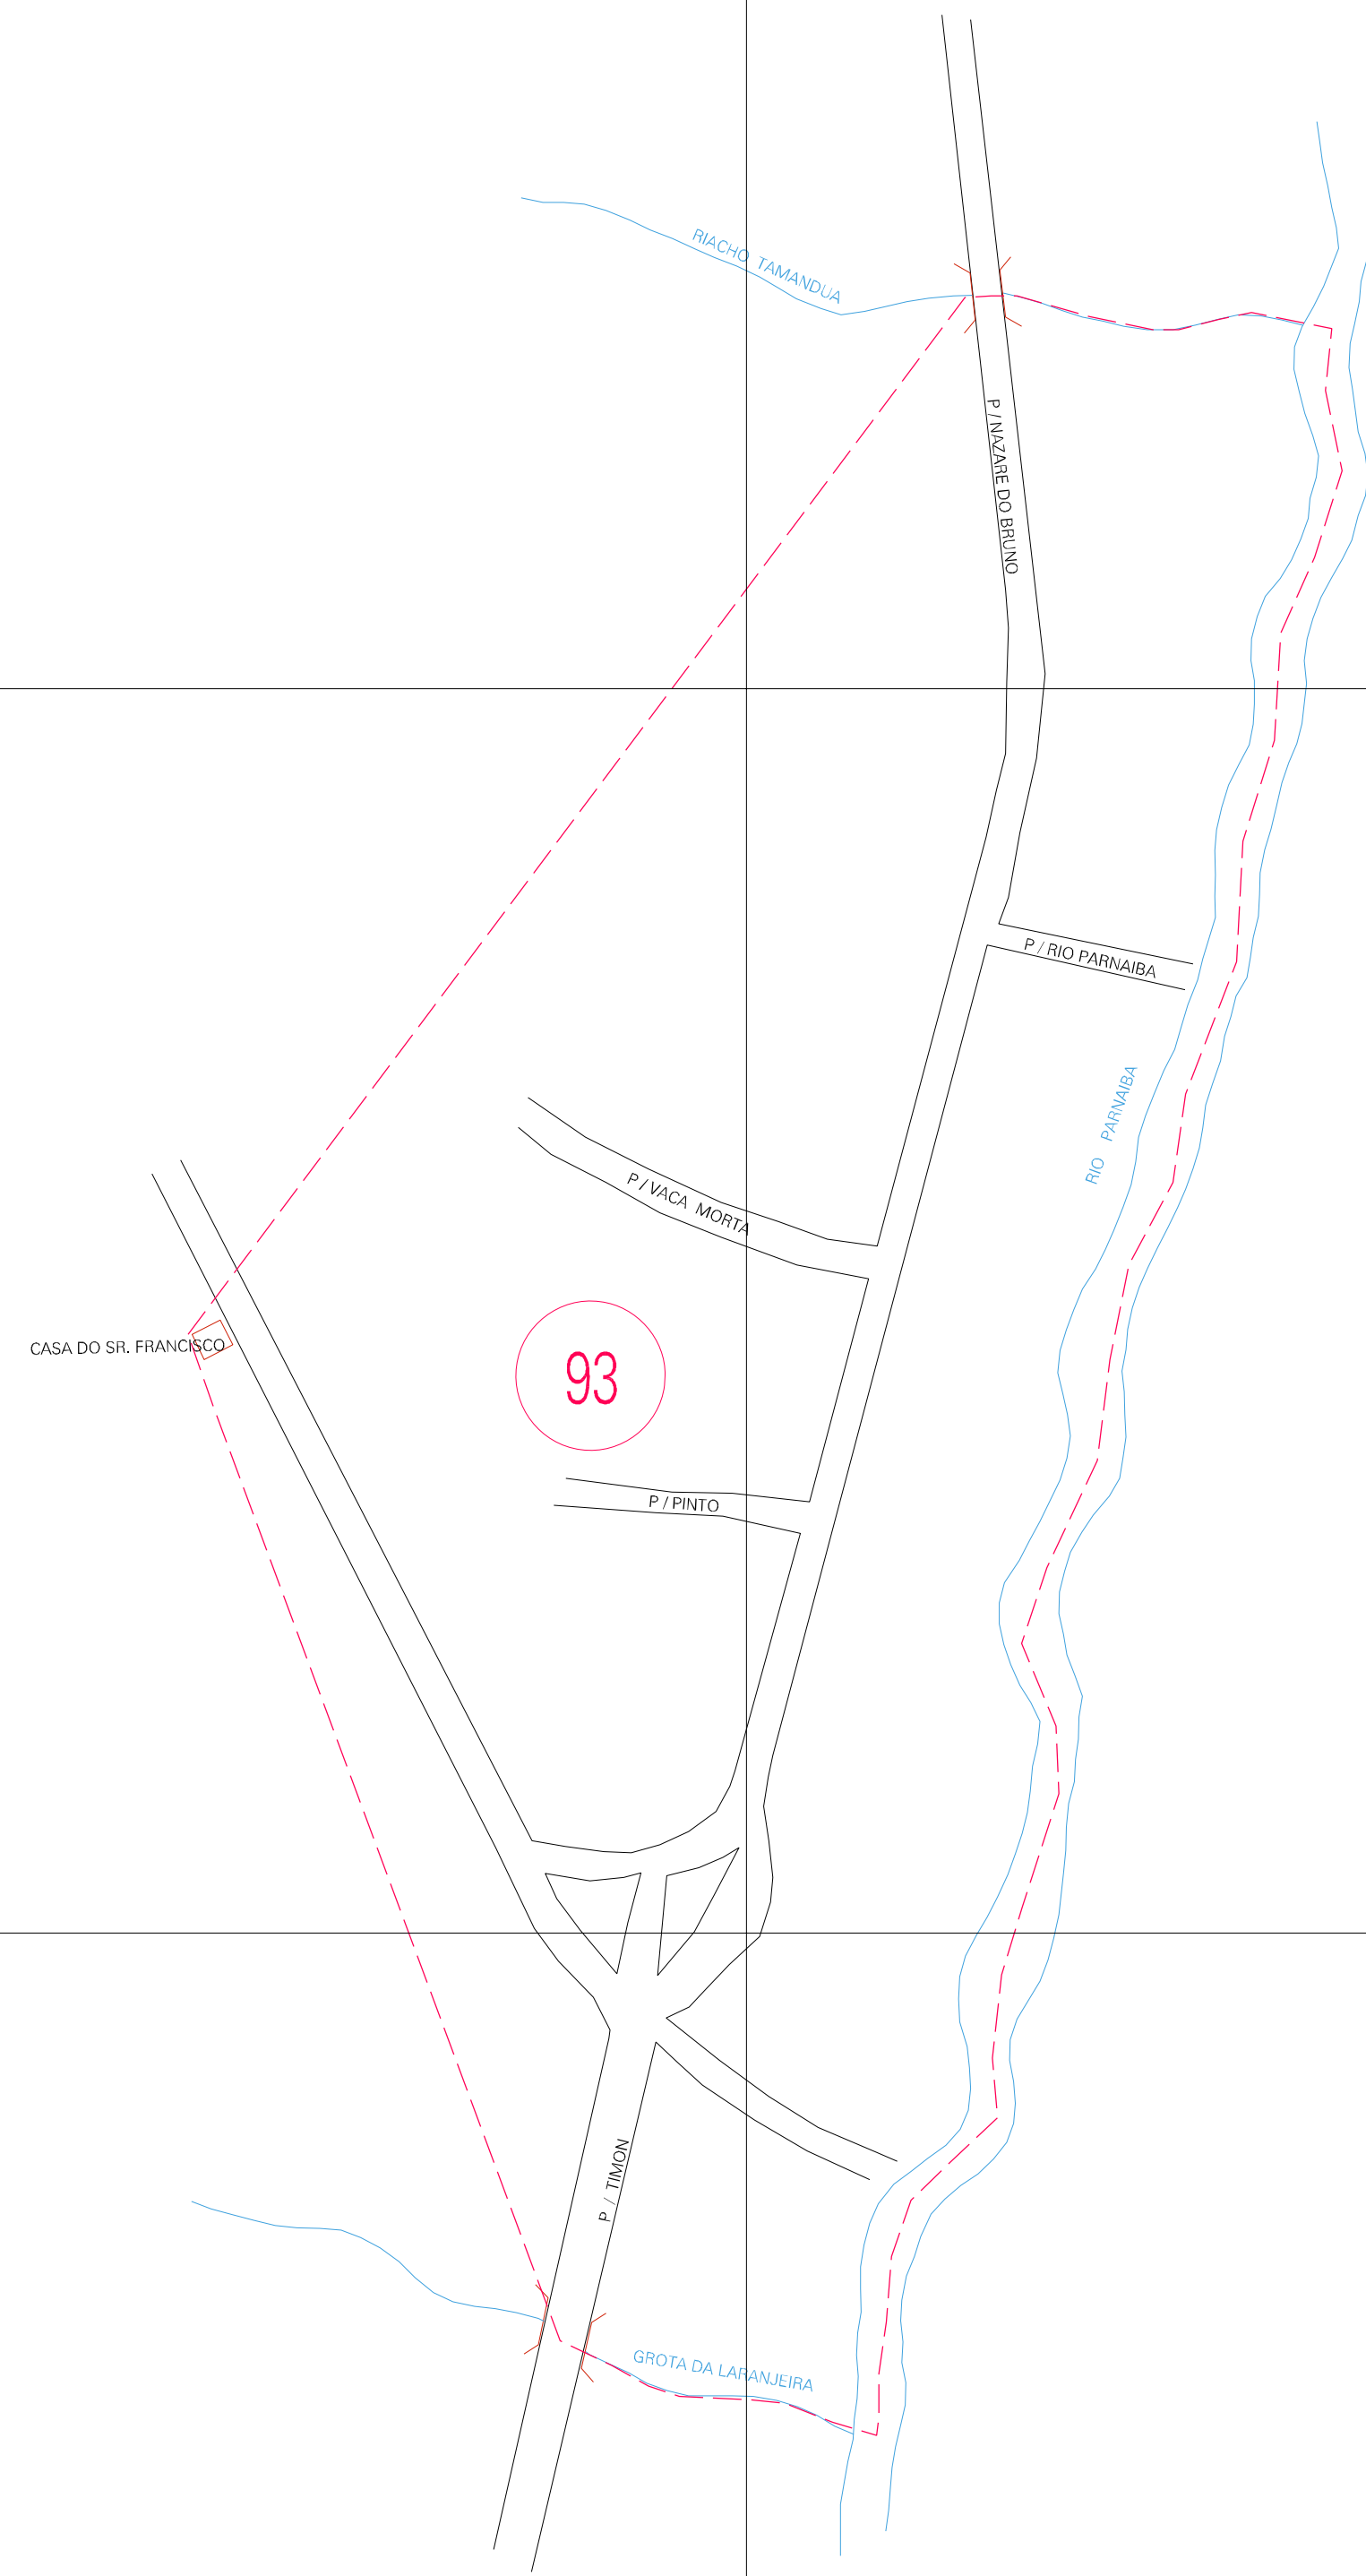 RIACHO TAMANDUA
P / NAZARE DO BRUNO
P / RIO PARNAIBA
RIO PARNAIBA
P / VACA MORTA
CASA DO SR. FRANCISCO
93
P / PINTO
P / TIMON
GROTA DA LARANJEIRA